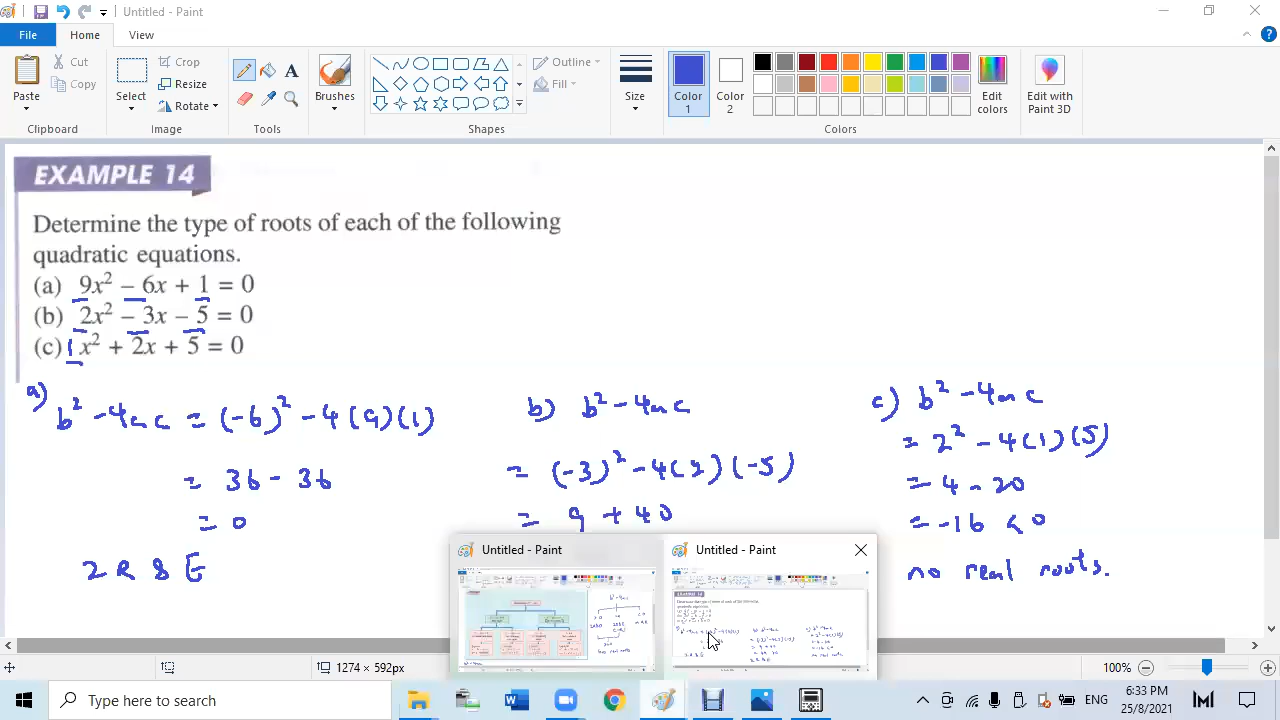 Untitled - Paint
File Home View
Paste Cut Copy Clipboard
Select Crop Resize Rotate Image
A Tools
Brushes
Outline Fill Shapes
Size
Color 1 Color 2 Edit colors Colors
Edit with Paint 3D
EXAMPLE 14
Determine the type of roots of each of the following
quadratic equations.
(a) 9x² − 6x + 1 = 0
(b) 2x² − 3x − 5 = 0
(c) 1x² + 2x + 5 = 0
a) b² - 4ac = (-6)² - 4(9)(1)
= 36 - 36
= 0
2 R & E
b) b² - 4ac
= (-3)² - 4(2)(-5)
= 9 + 40
c) b² - 4ac
= 2² - 4(1)(5)
= 4 - 20
= -16 < 0
no real roots.
Untitled - Paint
Untitled - Paint
1274 × 592px
100%
Type here to search
ENG
6:33 PM
25/8/2021